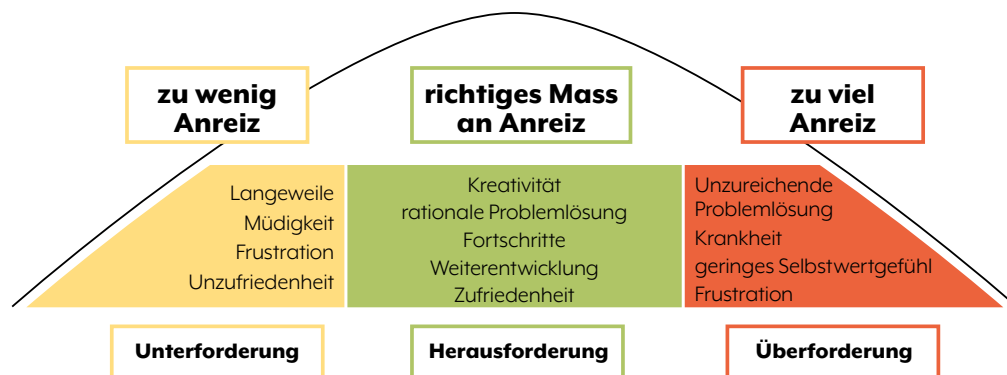 zu wenig
Anreiz
richtiges Mass
an Anreiz
zu viel
Anreiz
Langeweile
Müdigkeit
Frustration
Unzufriedenheit
Kreativität
rationale Problemlösung
Fortschritte
Weiterentwicklung
Zufriedenheit
Unzureichende
Problemlösung
Krankheit
geringes Selbstwertgefühl
Frustration
Unterforderung
Herausforderung
Überforderung